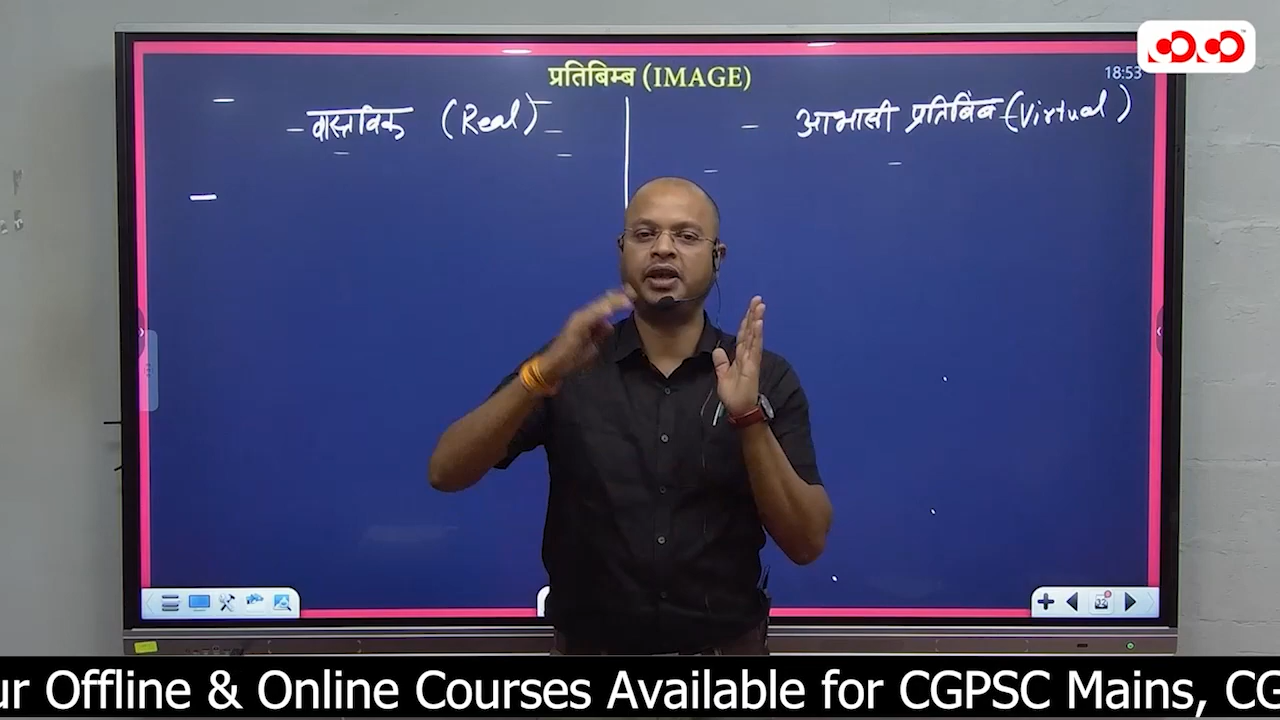 प्रतिबिम्ब (IMAGE)
18:53
वास्तविक (Real)
आभासी प्रतिबिंब (Virtual)
ur Offline & Online Courses Available for CGPSC Mains, CG